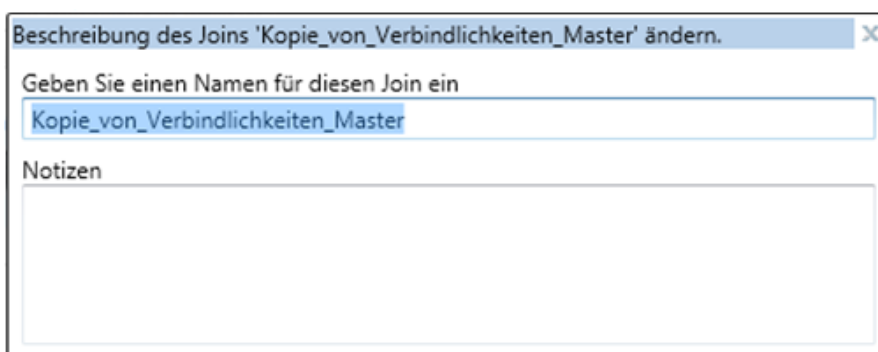 Beschreibung des Joins 'Kopie_von_Verbindlichkeiten_Master' ändern.
Geben Sie einen Namen für diesen Join ein
Kopie_von_Verbindlichkeiten_Master
Notizen